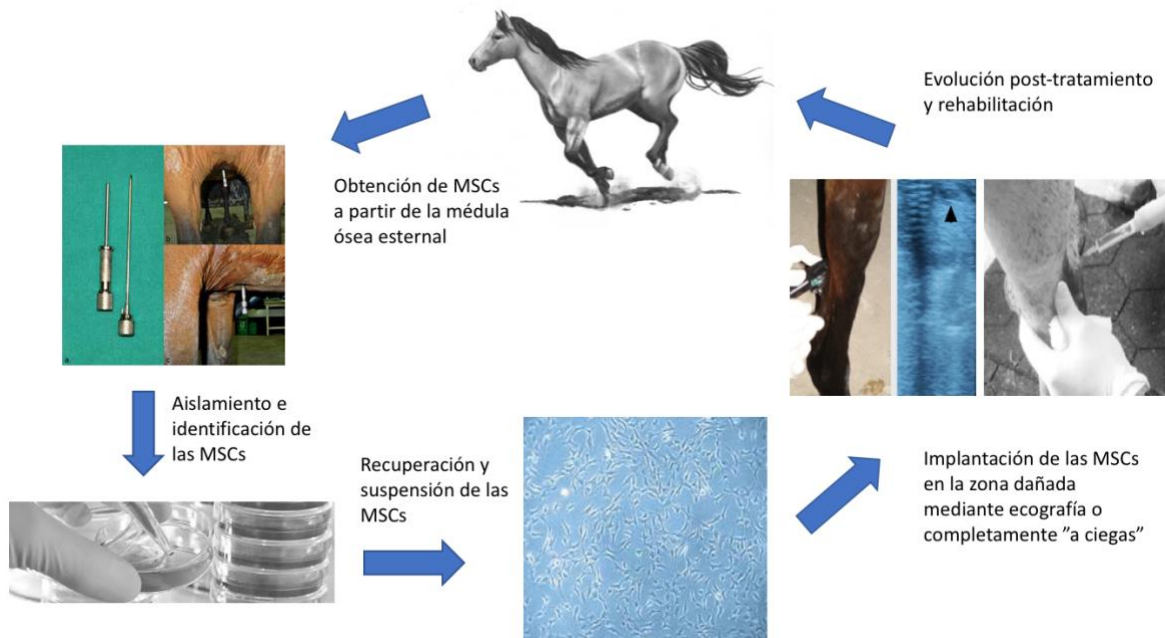 Evolución post-tratamiento
y rehabilitación
Obtención de MSCs
a partir de la médula
ósea esternal
Aislamiento e
identificación de
las MSCs
Recuperación y
suspensión de las
MSCs
Implantación de las MSCs
en la zona dañada
mediante ecografía o
completamente ”a ciegas”
A